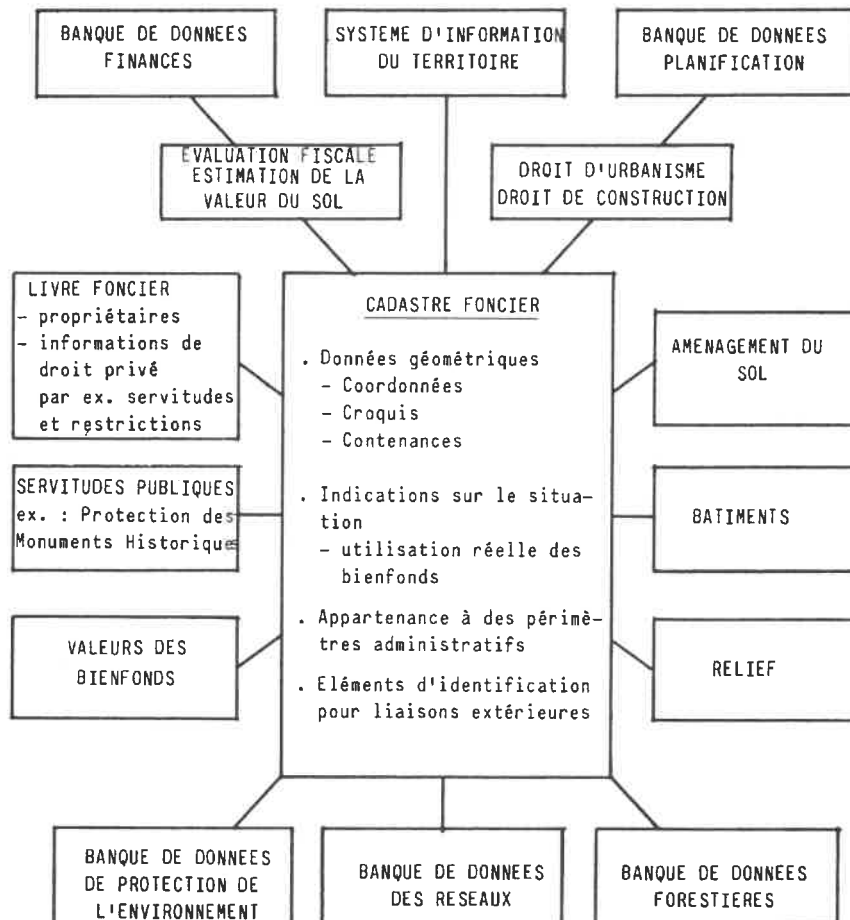 BANQUE DE DONNEES
FINANCES
SYSTEME D'INFORMATION
DU TERRITOIRE
BANQUE DE DONNEES
PLANIFICATION
EVALUATION FISCALE
ESTIMATION DE LA
VALEUR DU SOL
DROIT D'URBANISME
DROIT DE CONSTRUCTION
LIVRE FONCIER
- propriétaires
- informations de
droit privé
par ex. servitudes
et restrictions
SERVITUDES PUBLIQUES
ex. : Protection des
Monuments Historiques
VALEURS DES
BIENFONDS
CADASTRE FONCIER
. Données géométriques
- Coordonnées
- Croquis
- Contenances
. Indications sur le situa-
tion
- utilisation réelle des
bienfonds
. Appartenance à des périmè-
tres administratifs
. Eléments d'identification
pour liaisons extérieures
AMENAGEMENT DU
SOL
BATIMENTS
RELIEF
BANQUE DE DONNEES
DE PROTECTION DE
L'ENVIRONNEMENT
BANQUE DE DONNEES
DES RESEAUX
BANQUE DE DONNEES
FORESTIERES